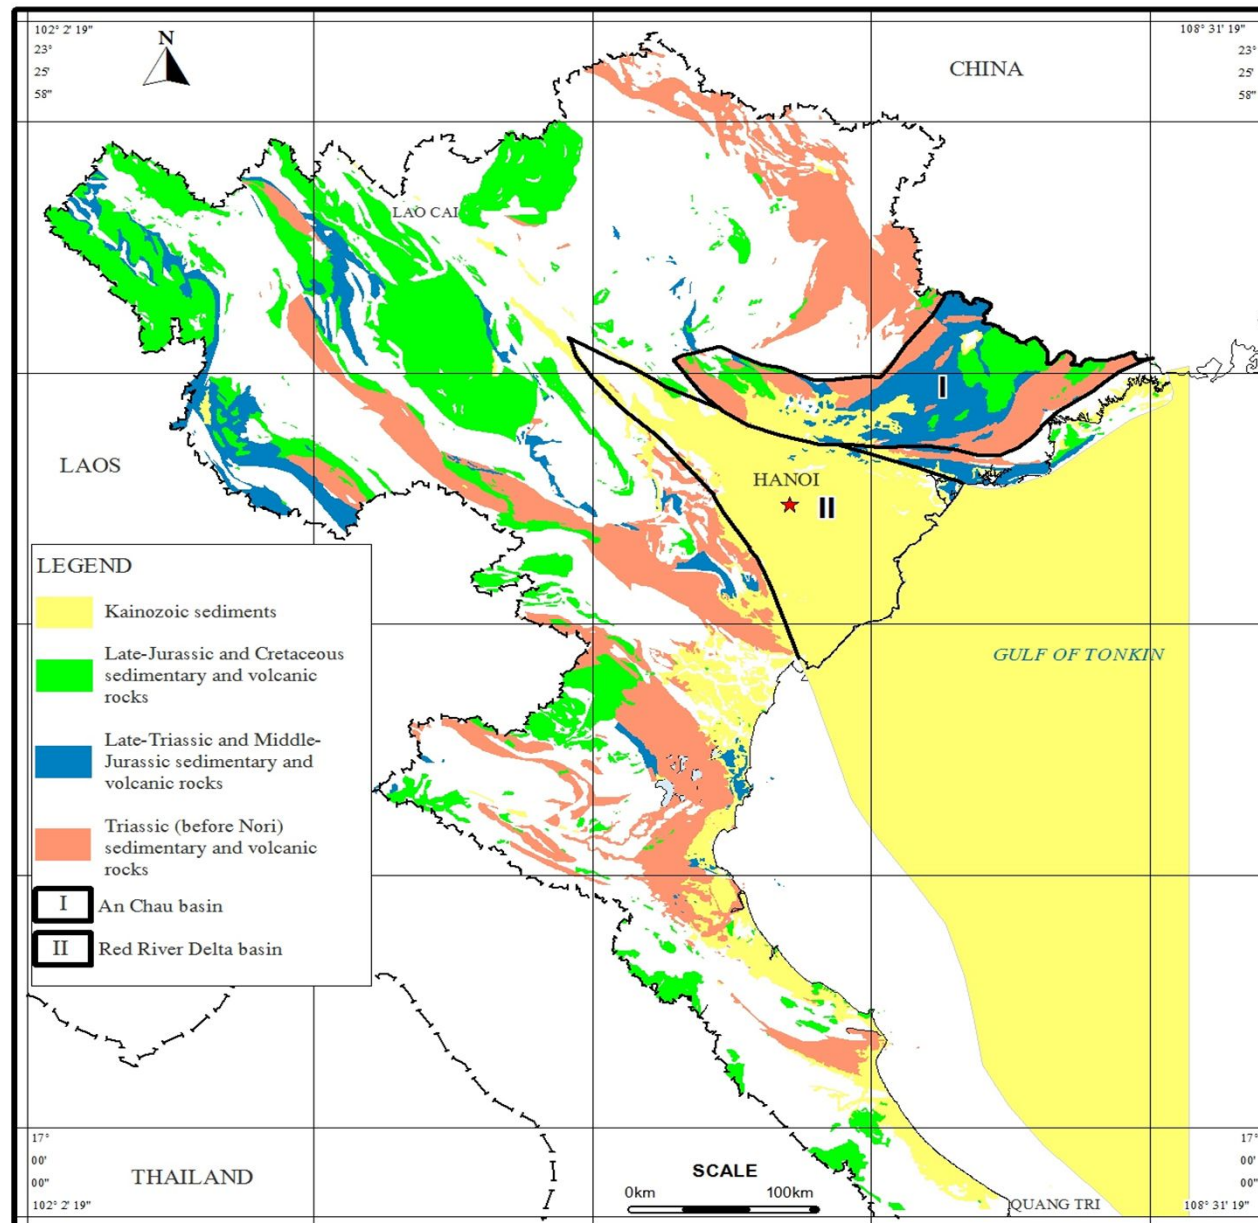 102° 2' 19"
108° 31' 19"
23°
25'
58"
23°
25'
58"
N
CHINA
LAO CAI
I
LAOS
HANOI
II
LEGEND
Kainozoic sediments
Late-Jurassic and Cretaceous
sedimentary and volcanic
rocks
Late-Triassic and Middle-
Jurassic sedimentary and
volcanic rocks
Triassic (before Nori)
sedimentary and volcanic
rocks
I
An Chau basin
II
Red River Delta basin
GULF OF TONKIN
17°
00'
00"
102° 2' 19"
THAILAND
SCALE
0km 100km
QUANG TRI
17°
00'
00"
108° 31' 19"